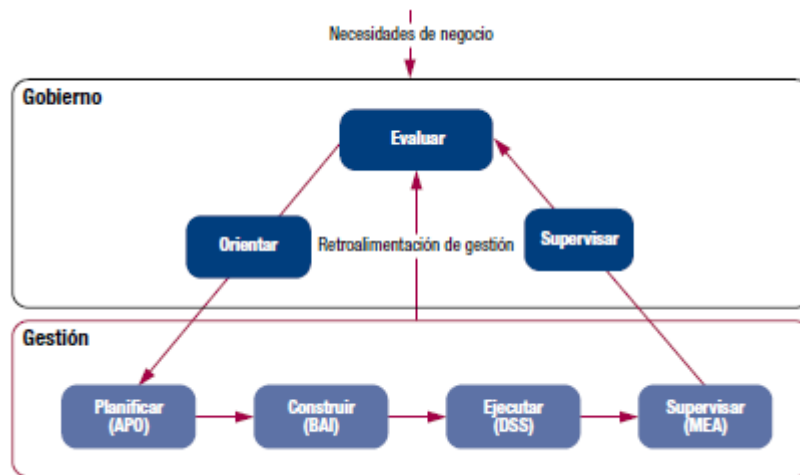 Necesidades de negocio
Gobierno
Evaluar
Orientar
Retroalimentación de gestión
Supervisar
Gestión
Planificar
(APO)
Construir
(BAI)
Ejecutar
(DSS)
Supervisar
(MEA)